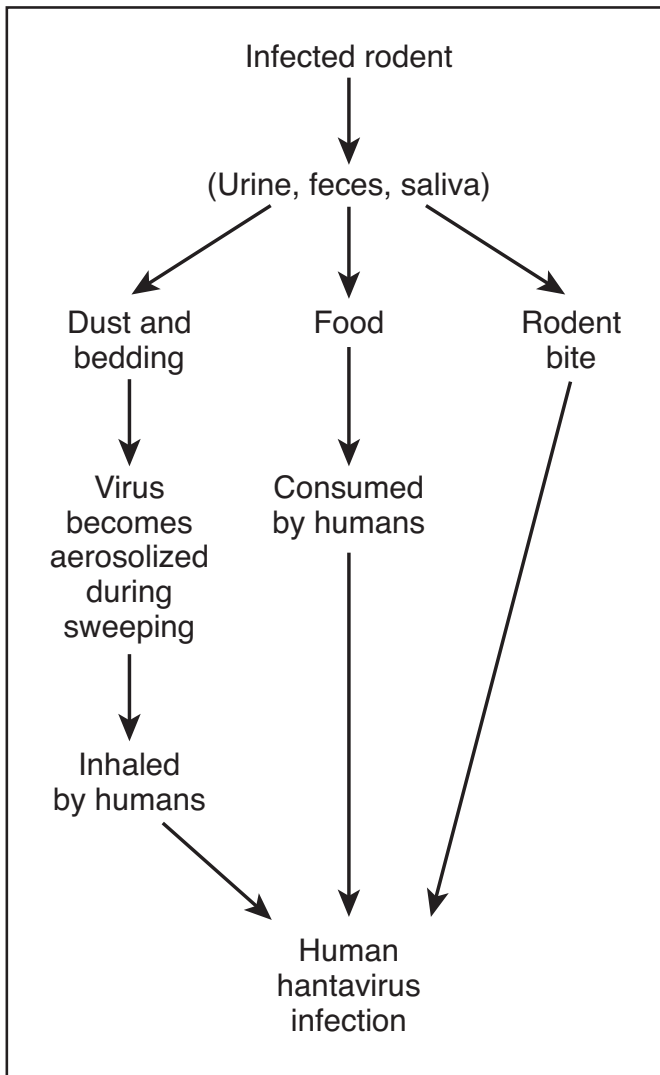 Infected rodent
(Urine, feces, saliva)
Dust and
bedding
Food
Rodent
bite
Virus
becomes
aerosolized
during
sweeping
Consumed
by humans
Inhaled
by humans
Human
hantavirus
infection